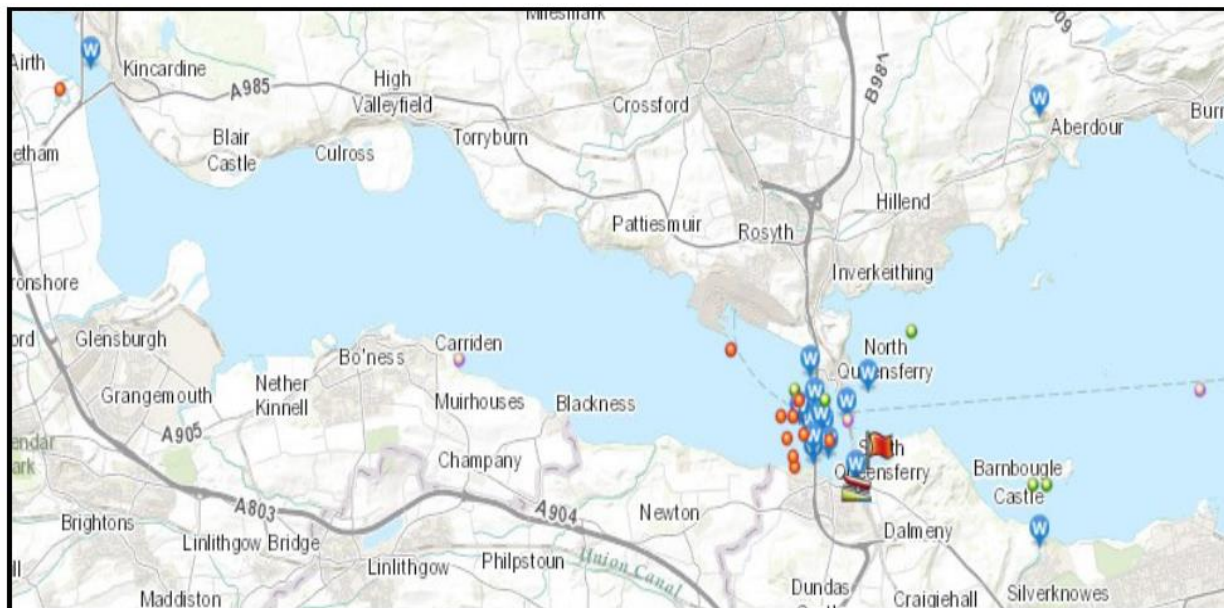 Airth
W
Kincardine
A985
High
Valleyfield
Crossford
B981
W
Aberdour
Blair
Castle
Culross
Torryburn
Pattiesmuir
Rosyth
Hillend
Inverkeithing
Glensburgh
Bo'ness
Carriden
North
Queensferry
W
W
W
W
W
Grangemouth
Nether
Kinnell
Muirhouses
Blackness
A905
Champany
Queensferry
W
Barnbougle
Castle
A803
A904
Brightons
Linlithgow Bridge
Newton
Dalmeny
W
Linlithgow
Philpstoun
Union Canal
Dundas
Craigiehall
Silverknowes
Maddiston